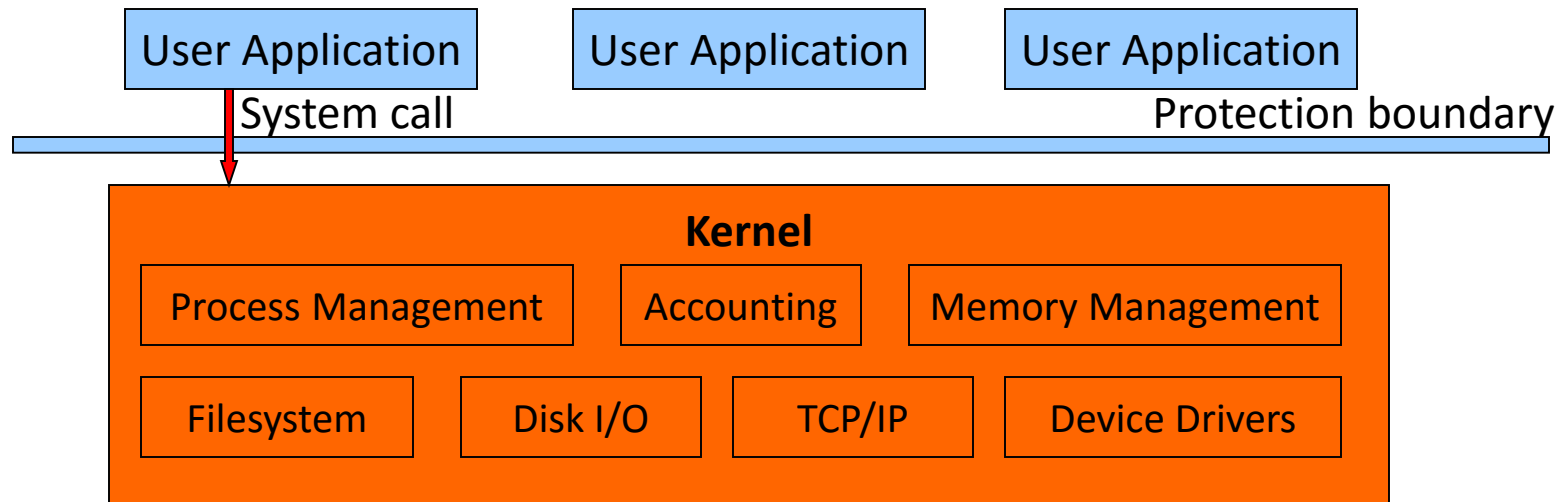 User Application User Application User Application
System call Protection boundary
Kernel
Process Management Accounting Memory Management
Filesystem Disk I/O TCP/IP Device Drivers